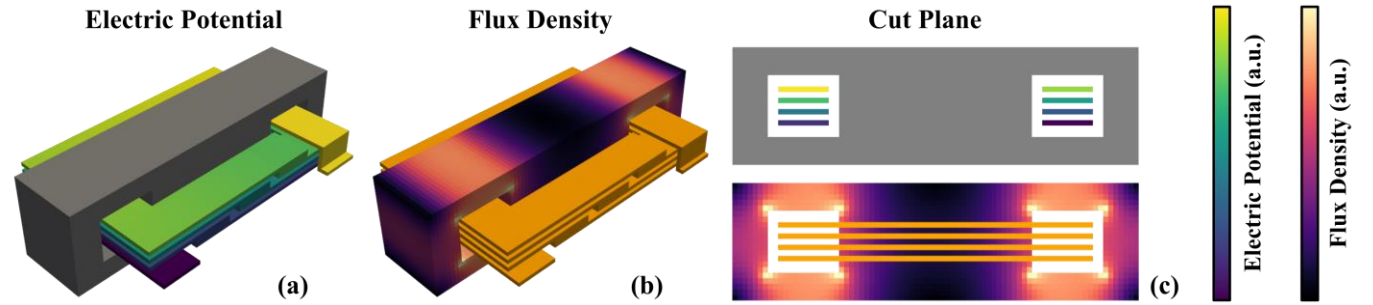 Electric Potential
Flux Density
Cut Plane
(a)
(b)
(c)
Electric Potential (a.u.)
Flux Density (a.u.)